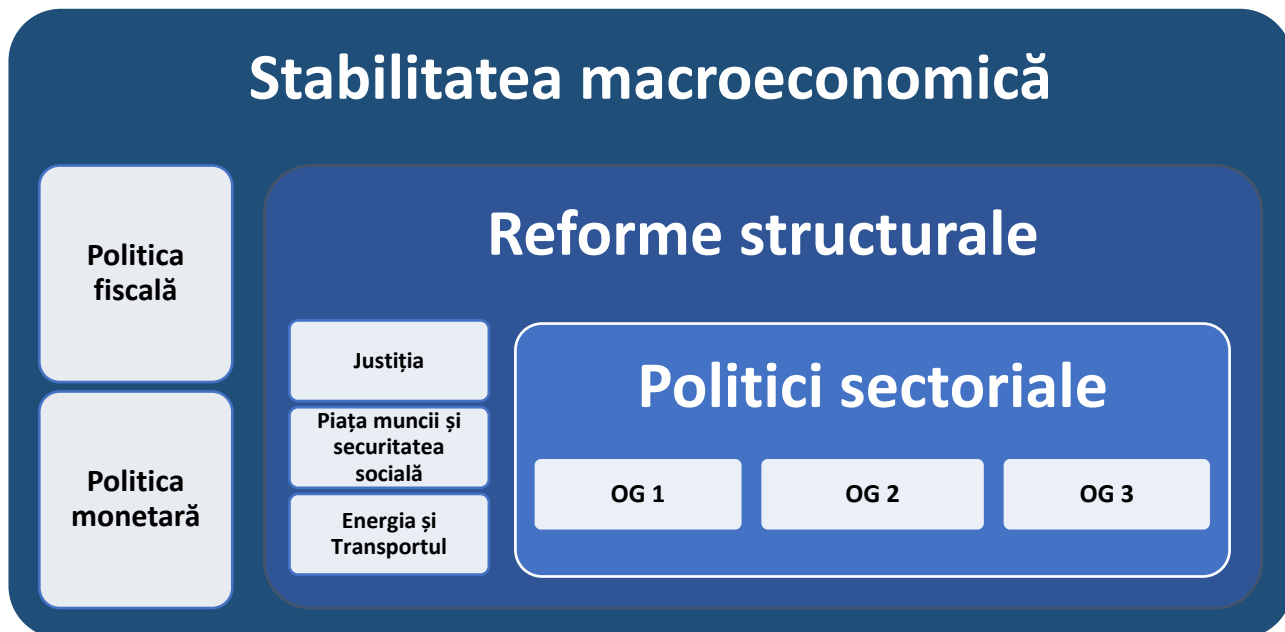 Stabilitatea macroeconomică
Politica
fiscală
Politica
monetară
Reforme structurale
Justiția
Piața muncii și
securitatea
socială
Energia și
Transportul
Politici sectoriale
OG 1
OG 2
OG 3